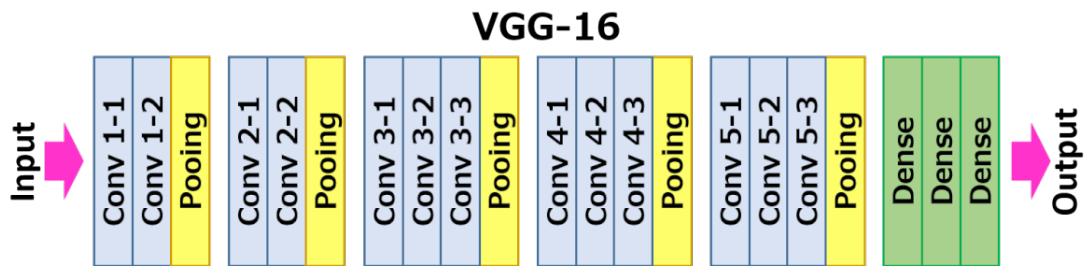 VGG-16
Input
Conv 1-1
Conv 1-2
Pooing
Conv 2-1
Conv 2-2
Pooing
Conv 3-1
Conv 3-2
Conv 3-3
Pooing
Conv 4-1
Conv 4-2
Conv 4-3
Pooing
Conv 5-1
Conv 5-2
Conv 5-3
Pooing
Dense
Dense
Dense
Output